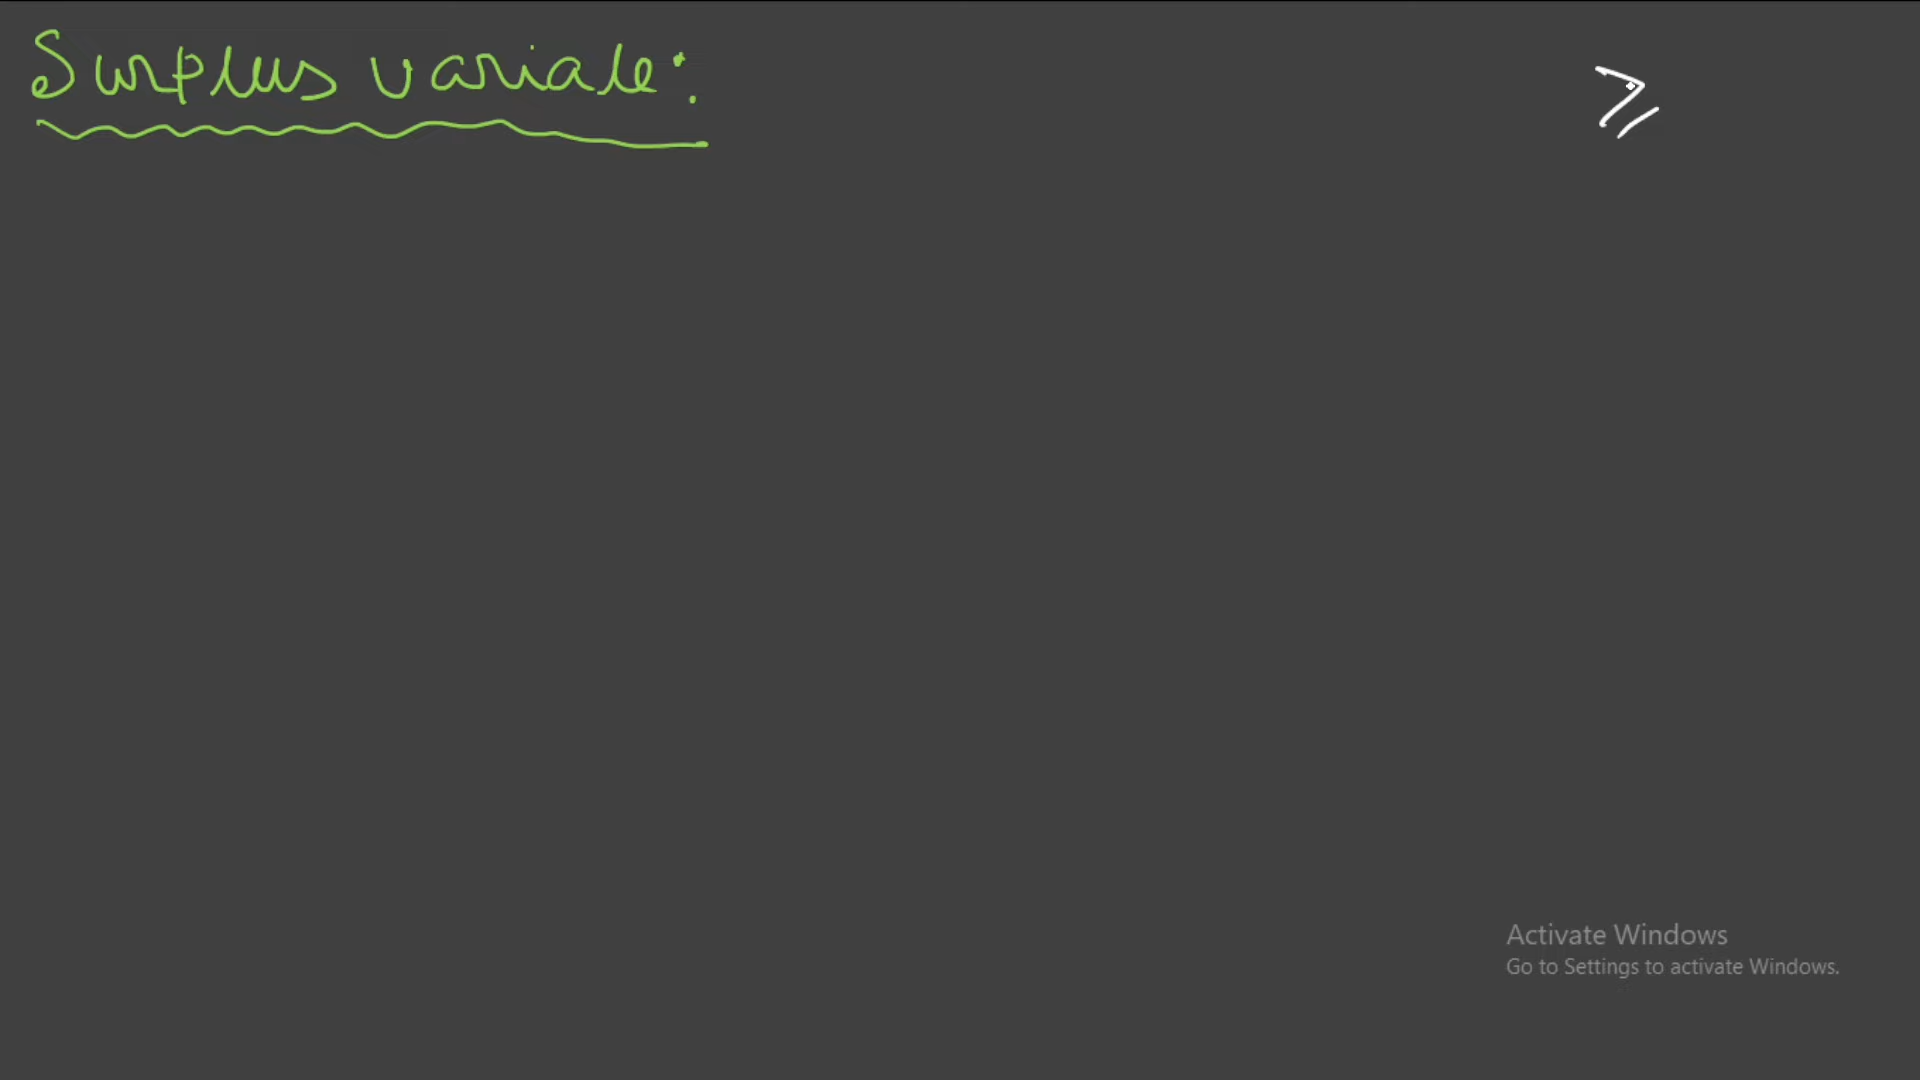 Surplus variale:
≥
Activate Windows
Go to Settings to activate Windows.